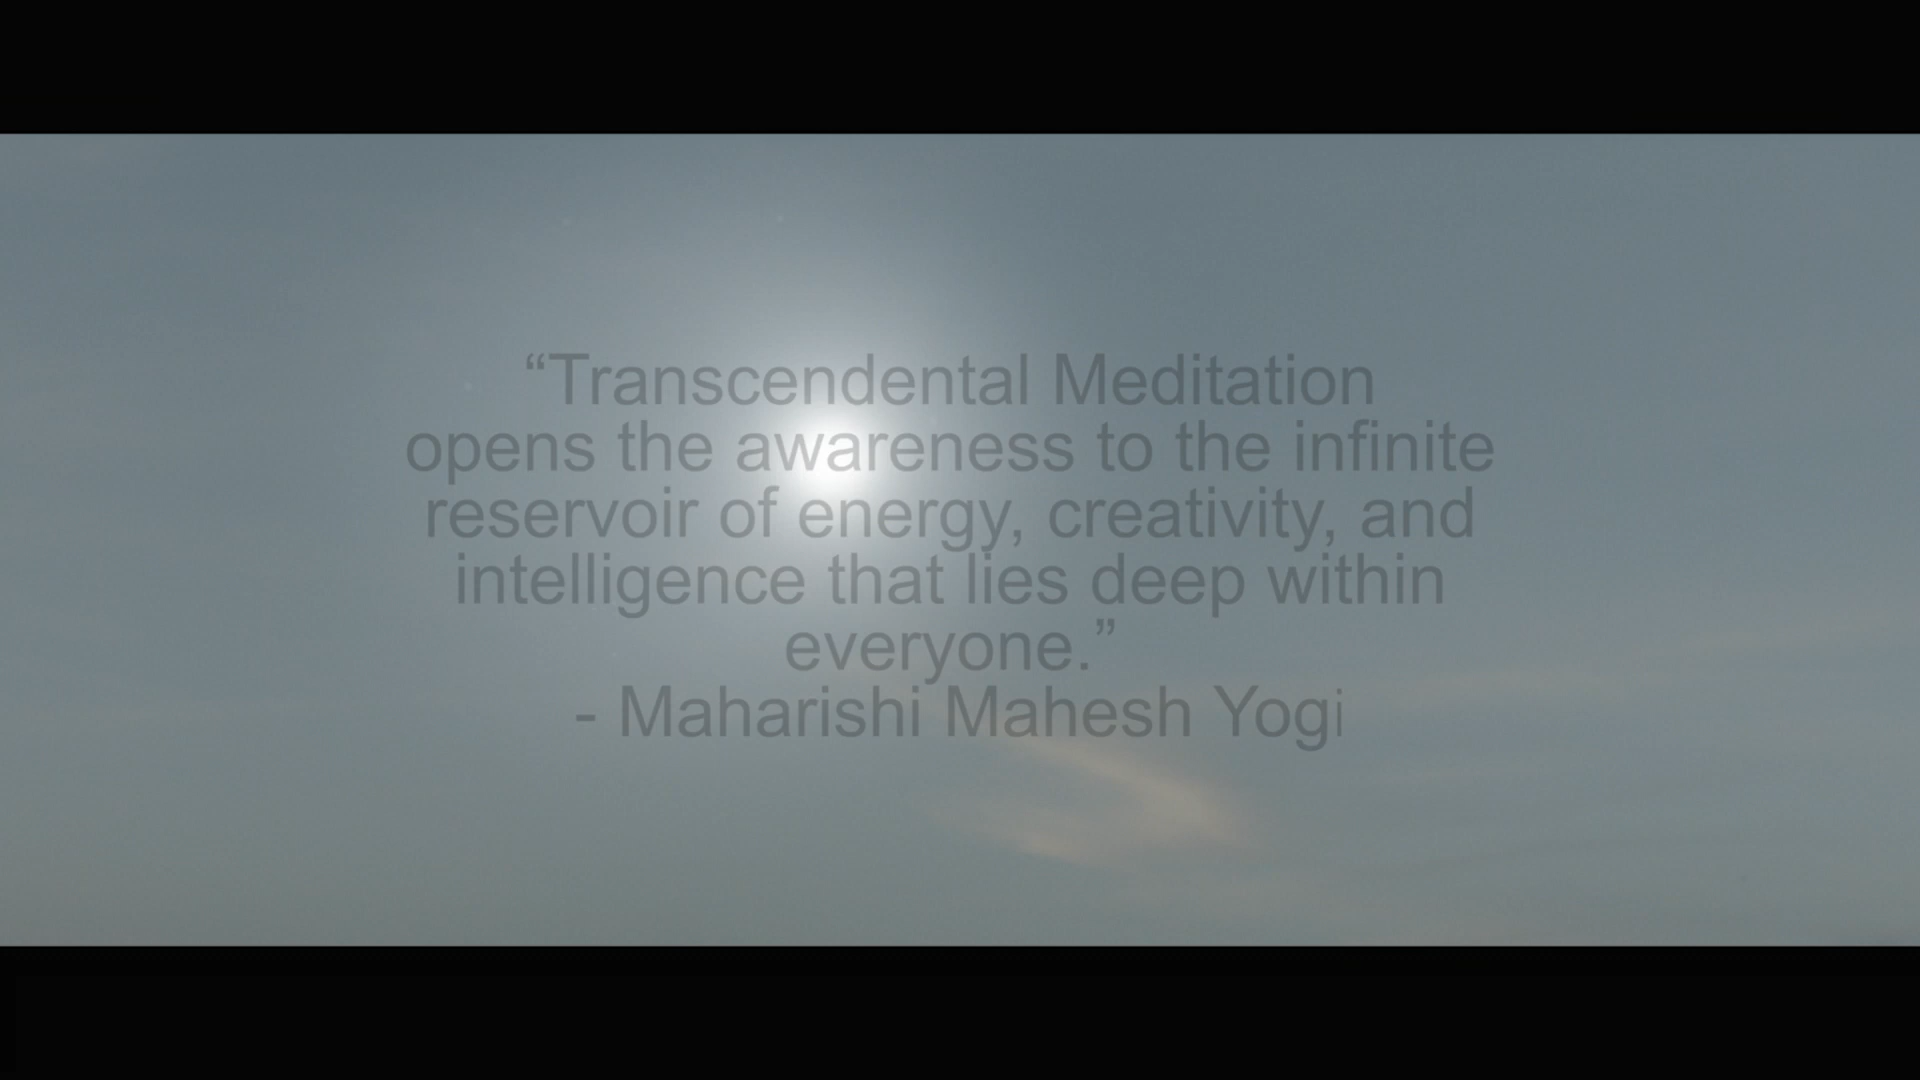 “Transcendental Meditation
opens the awareness to the infinite
reservoir of energy, creativity, and
intelligence that lies deep within
everyone.”
- Maharishi Mahesh Yogi